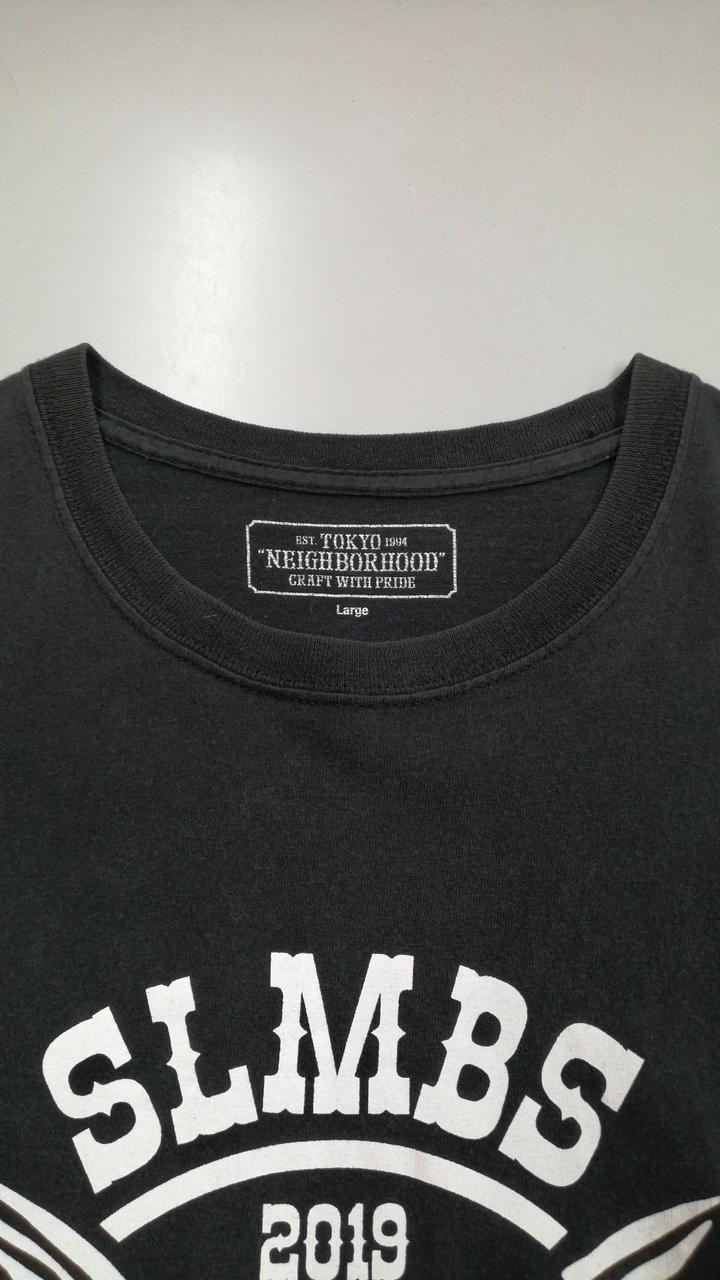 EST. TOKYO 1994
"NEIGHBORHOOD"
CRAFT WITH PRIDE
Large
SLMBS
2019